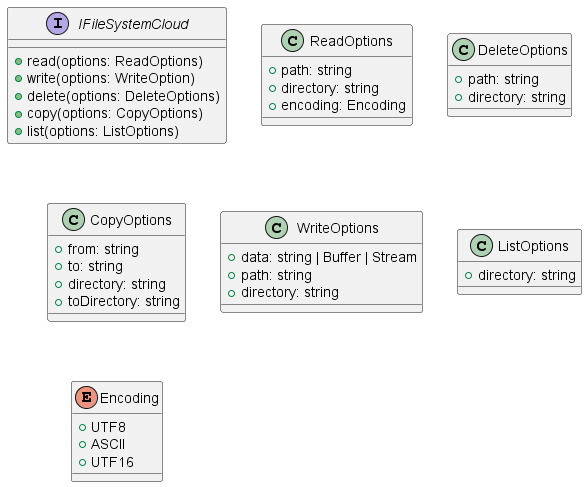 I IFileSystemCloud
read(options: ReadOptions)
write(options: WriteOption)
delete(options: DeleteOptions)
copy(options: CopyOptions)
list(options: ListOptions)
C ReadOptions
path: string
directory: string
encoding: Encoding
C DeleteOptions
path: string
directory: string
C CopyOptions
from: string
to: string
directory: string
toDirectory: string
C WriteOptions
data: string | Buffer | Stream
path: string
directory: string
C ListOptions
directory: string
E Encoding
UTF8
ASCII
UTF16